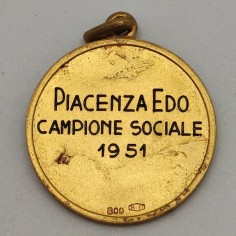 PIACENZA EDO
CAMPIONE SOCIALE
1951
800